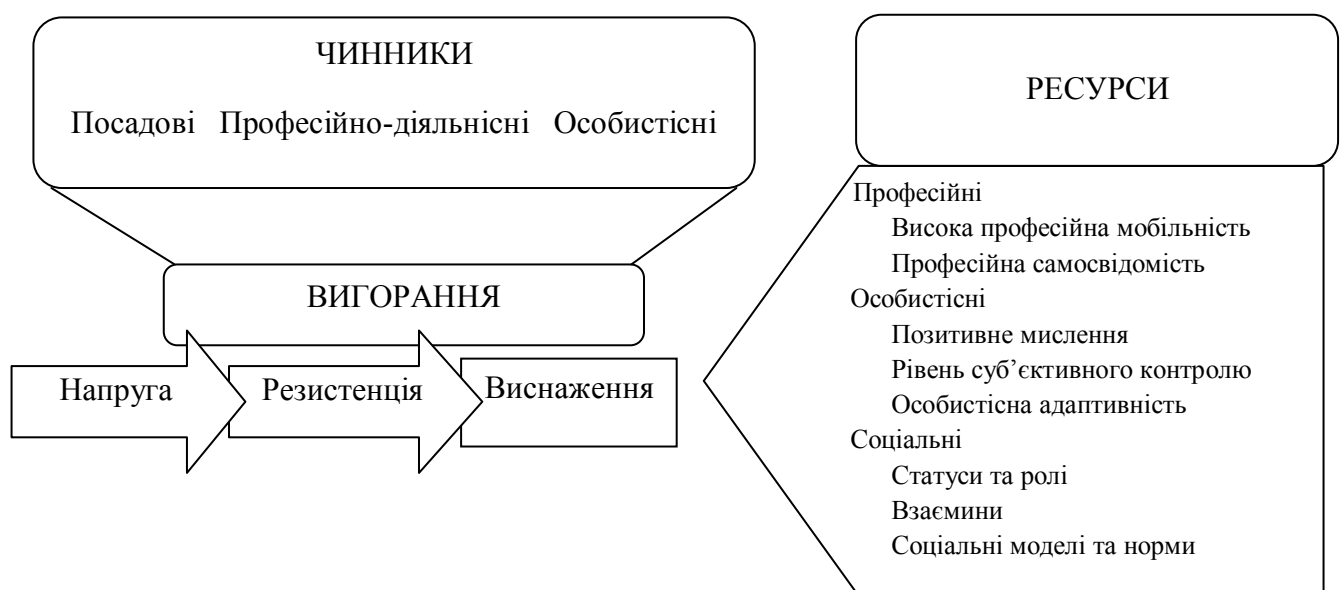 ЧИННИКИ
Посадові Професійно-діяльнісні Особистісні
ВИГОРАННЯ
Напруга
Резистенція
Виснаження
РЕСУРСИ
Професійні
Висока професійна мобільність
Професійна самосвідомість
Особистісні
Позитивне мислення
Рівень суб’єктивного контролю
Особистісна адаптивність
Соціальні
Статуси та ролі
Взаємини
Соціальні моделі та норми